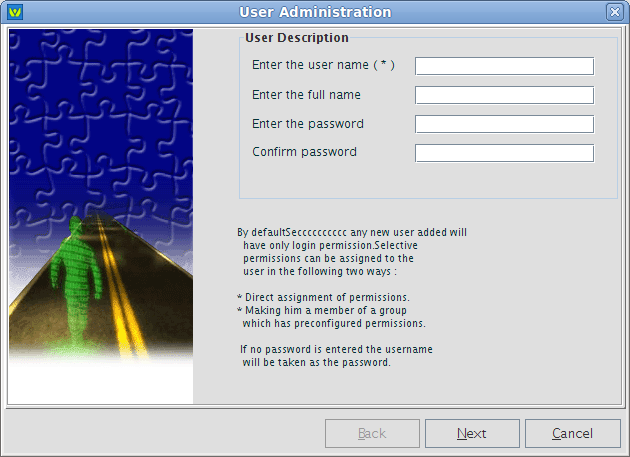 User Administration
User Description
Enter the user name ( * )
Enter the full name
Enter the password
Confirm password
By defaultSecccccccccc any new user added will
have only login permission.Selective
permissions can be assigned to the
user in the following two ways :
* Direct assignment of permissions.
* Making him a member of a group
which has preconfigured permissions.
If no password is entered the username
will be taken as the password.
Back
Next
Cancel